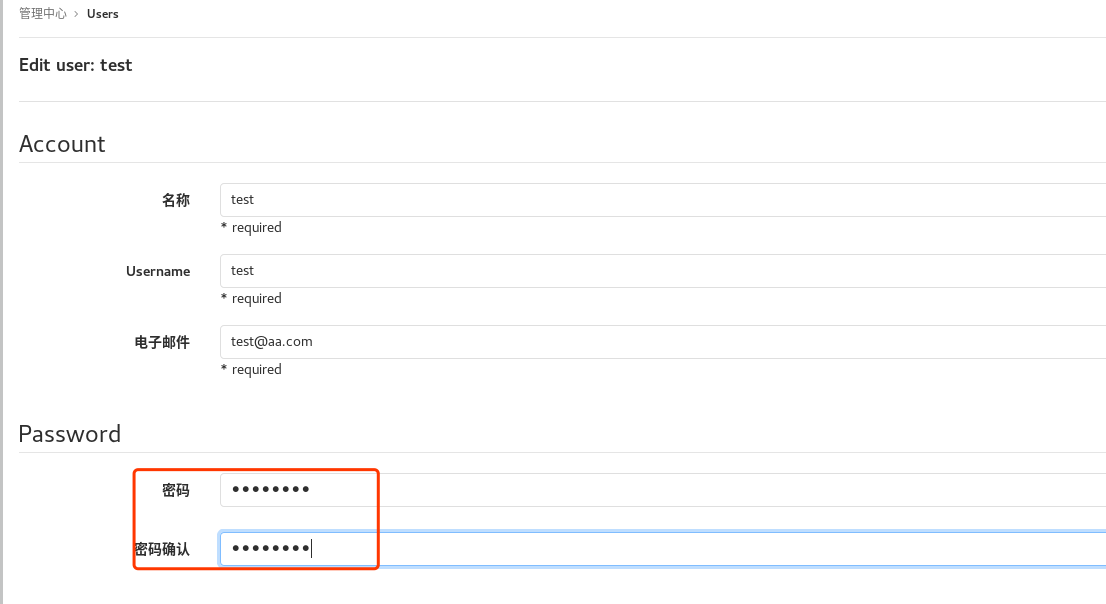 管理中心 › Users
Edit user: test
Account
名称 test
* required
Username test
* required
电子邮件 test@aa.com
* required
Password
密码 ••••••••
密码确认 ••••••••